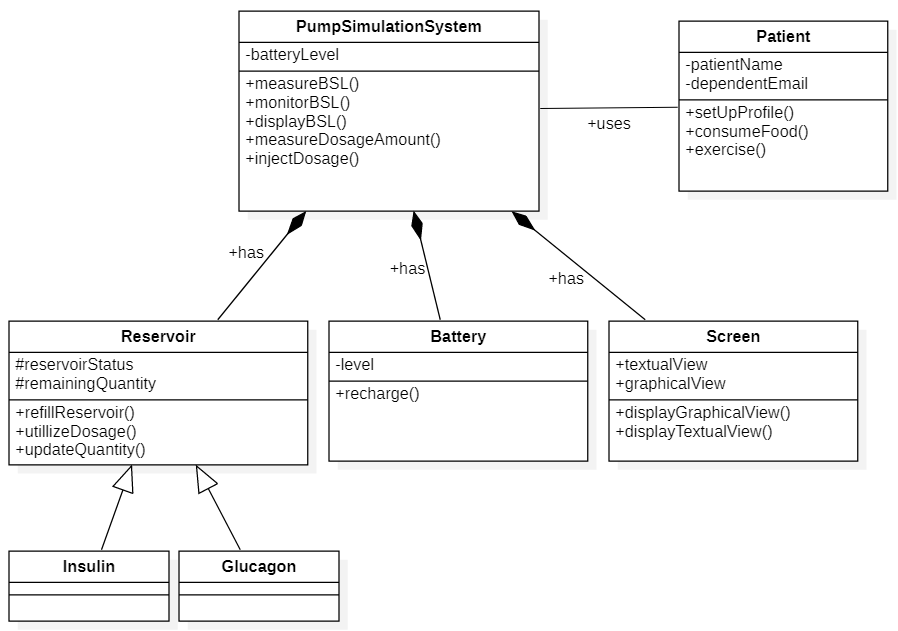 PumpSimulationSystem
-batteryLevel
+measureBSL()
+monitorBSL()
+displayBSL()
+measureDosageAmount()
+injectDosage()
Patient
-patientName
-dependentEmail
+setUpProfile()
+consumeFood()
+exercise()
+uses
+has
+has
+has
Reservoir
#reservoirStatus
#remainingQuantity
+refillReservoir()
+utillizeDosage()
+updateQuantity()
Battery
-level
+recharge()
Screen
+textualView
+graphicalView
+displayGraphicalView()
+displayTextualView()
Insulin
Glucagon